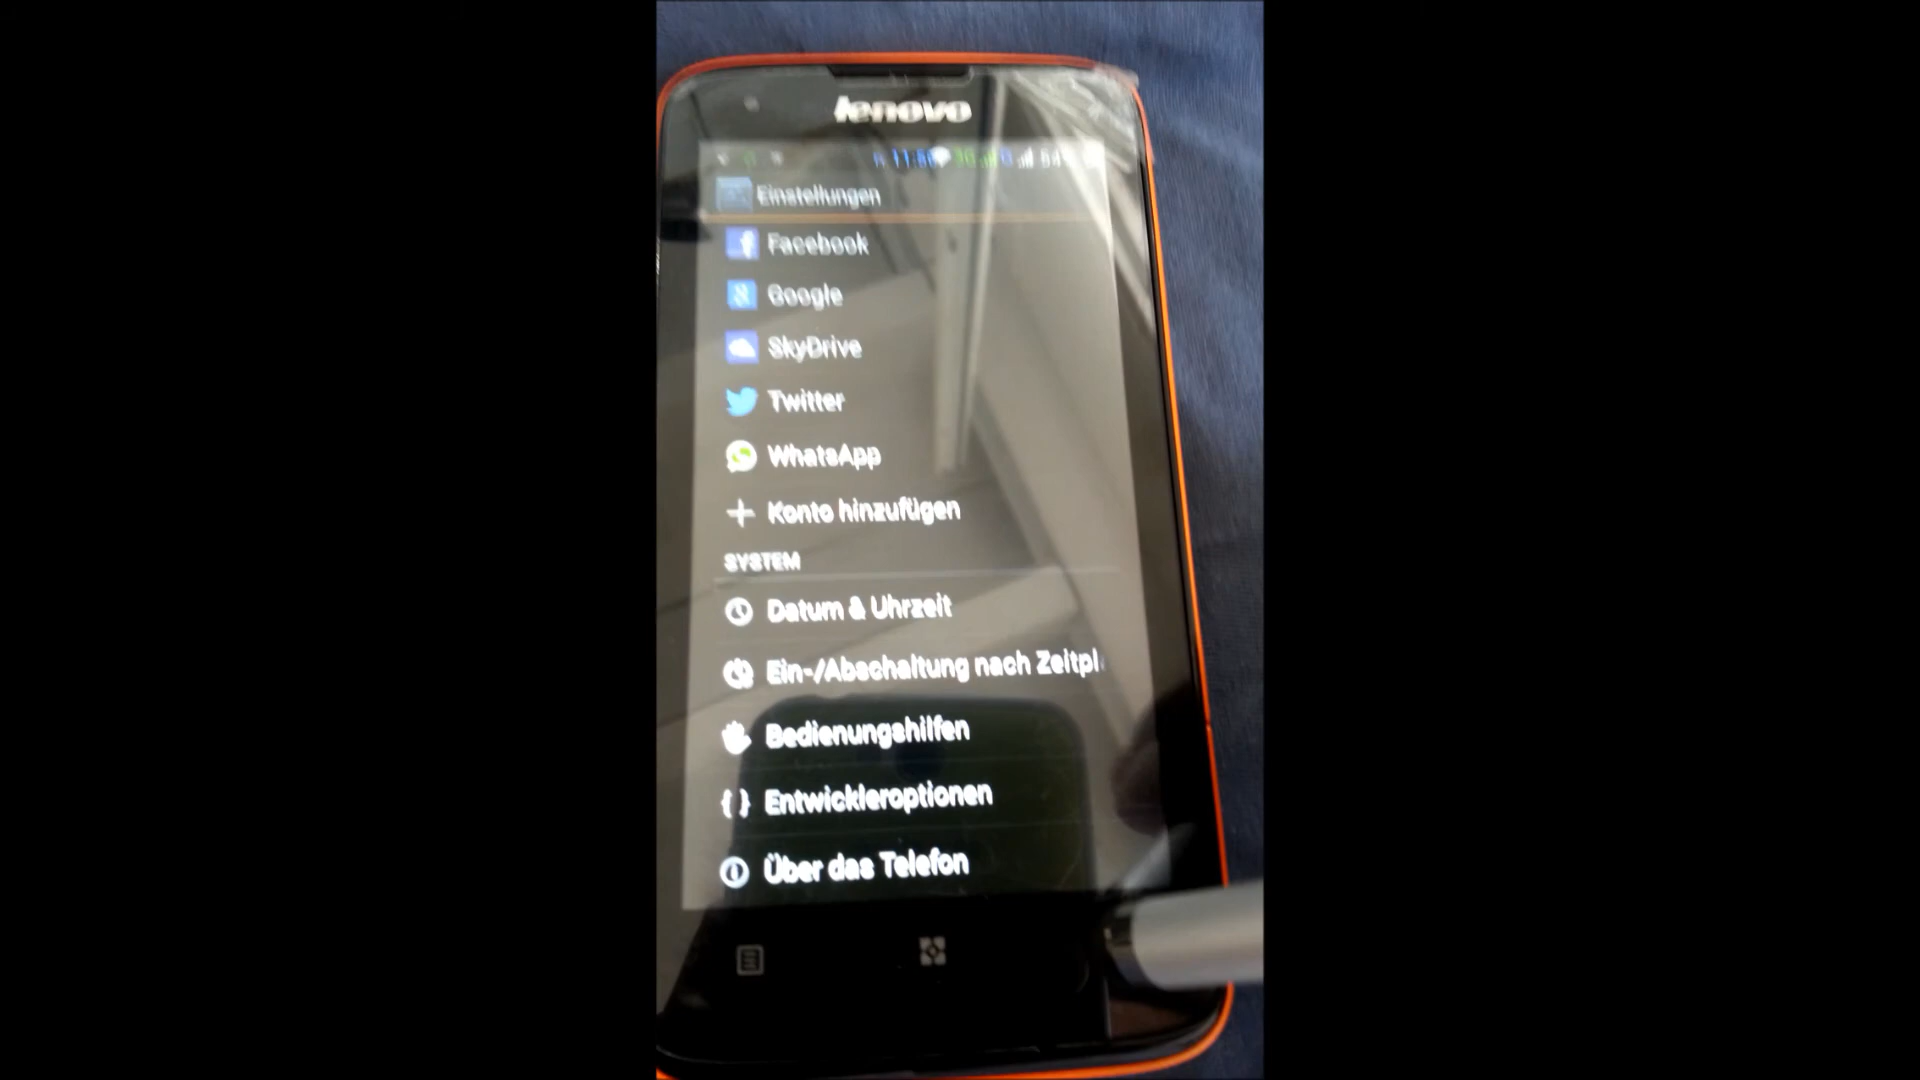 lenovo
Einstellungen
Facebook
Google
SkyDrive
Twitter
WhatsApp
Konto hinzufügen
SYSTEM
Datum & Uhrzeit
Ein-/Abschaltung nach Zeitpl
Bedienungshilfen
Entwickleroptionen
Über das Telefon